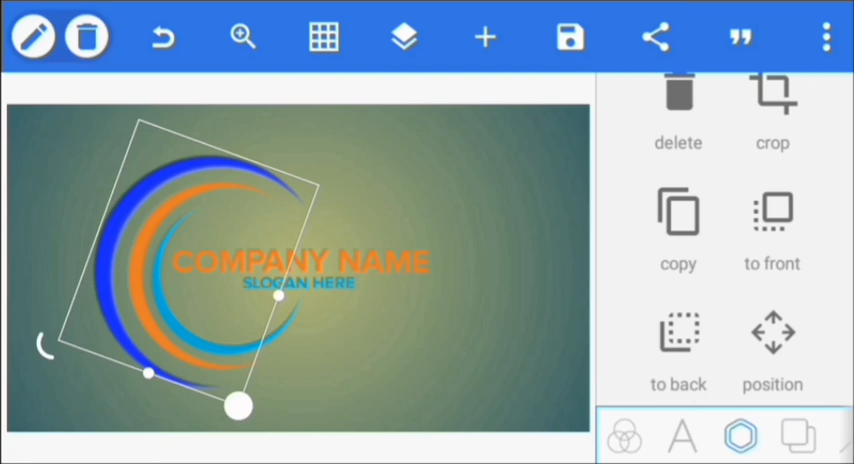 delete
crop
COMPANY NAME
SLOGAN HERE
copy
to front
to back
position